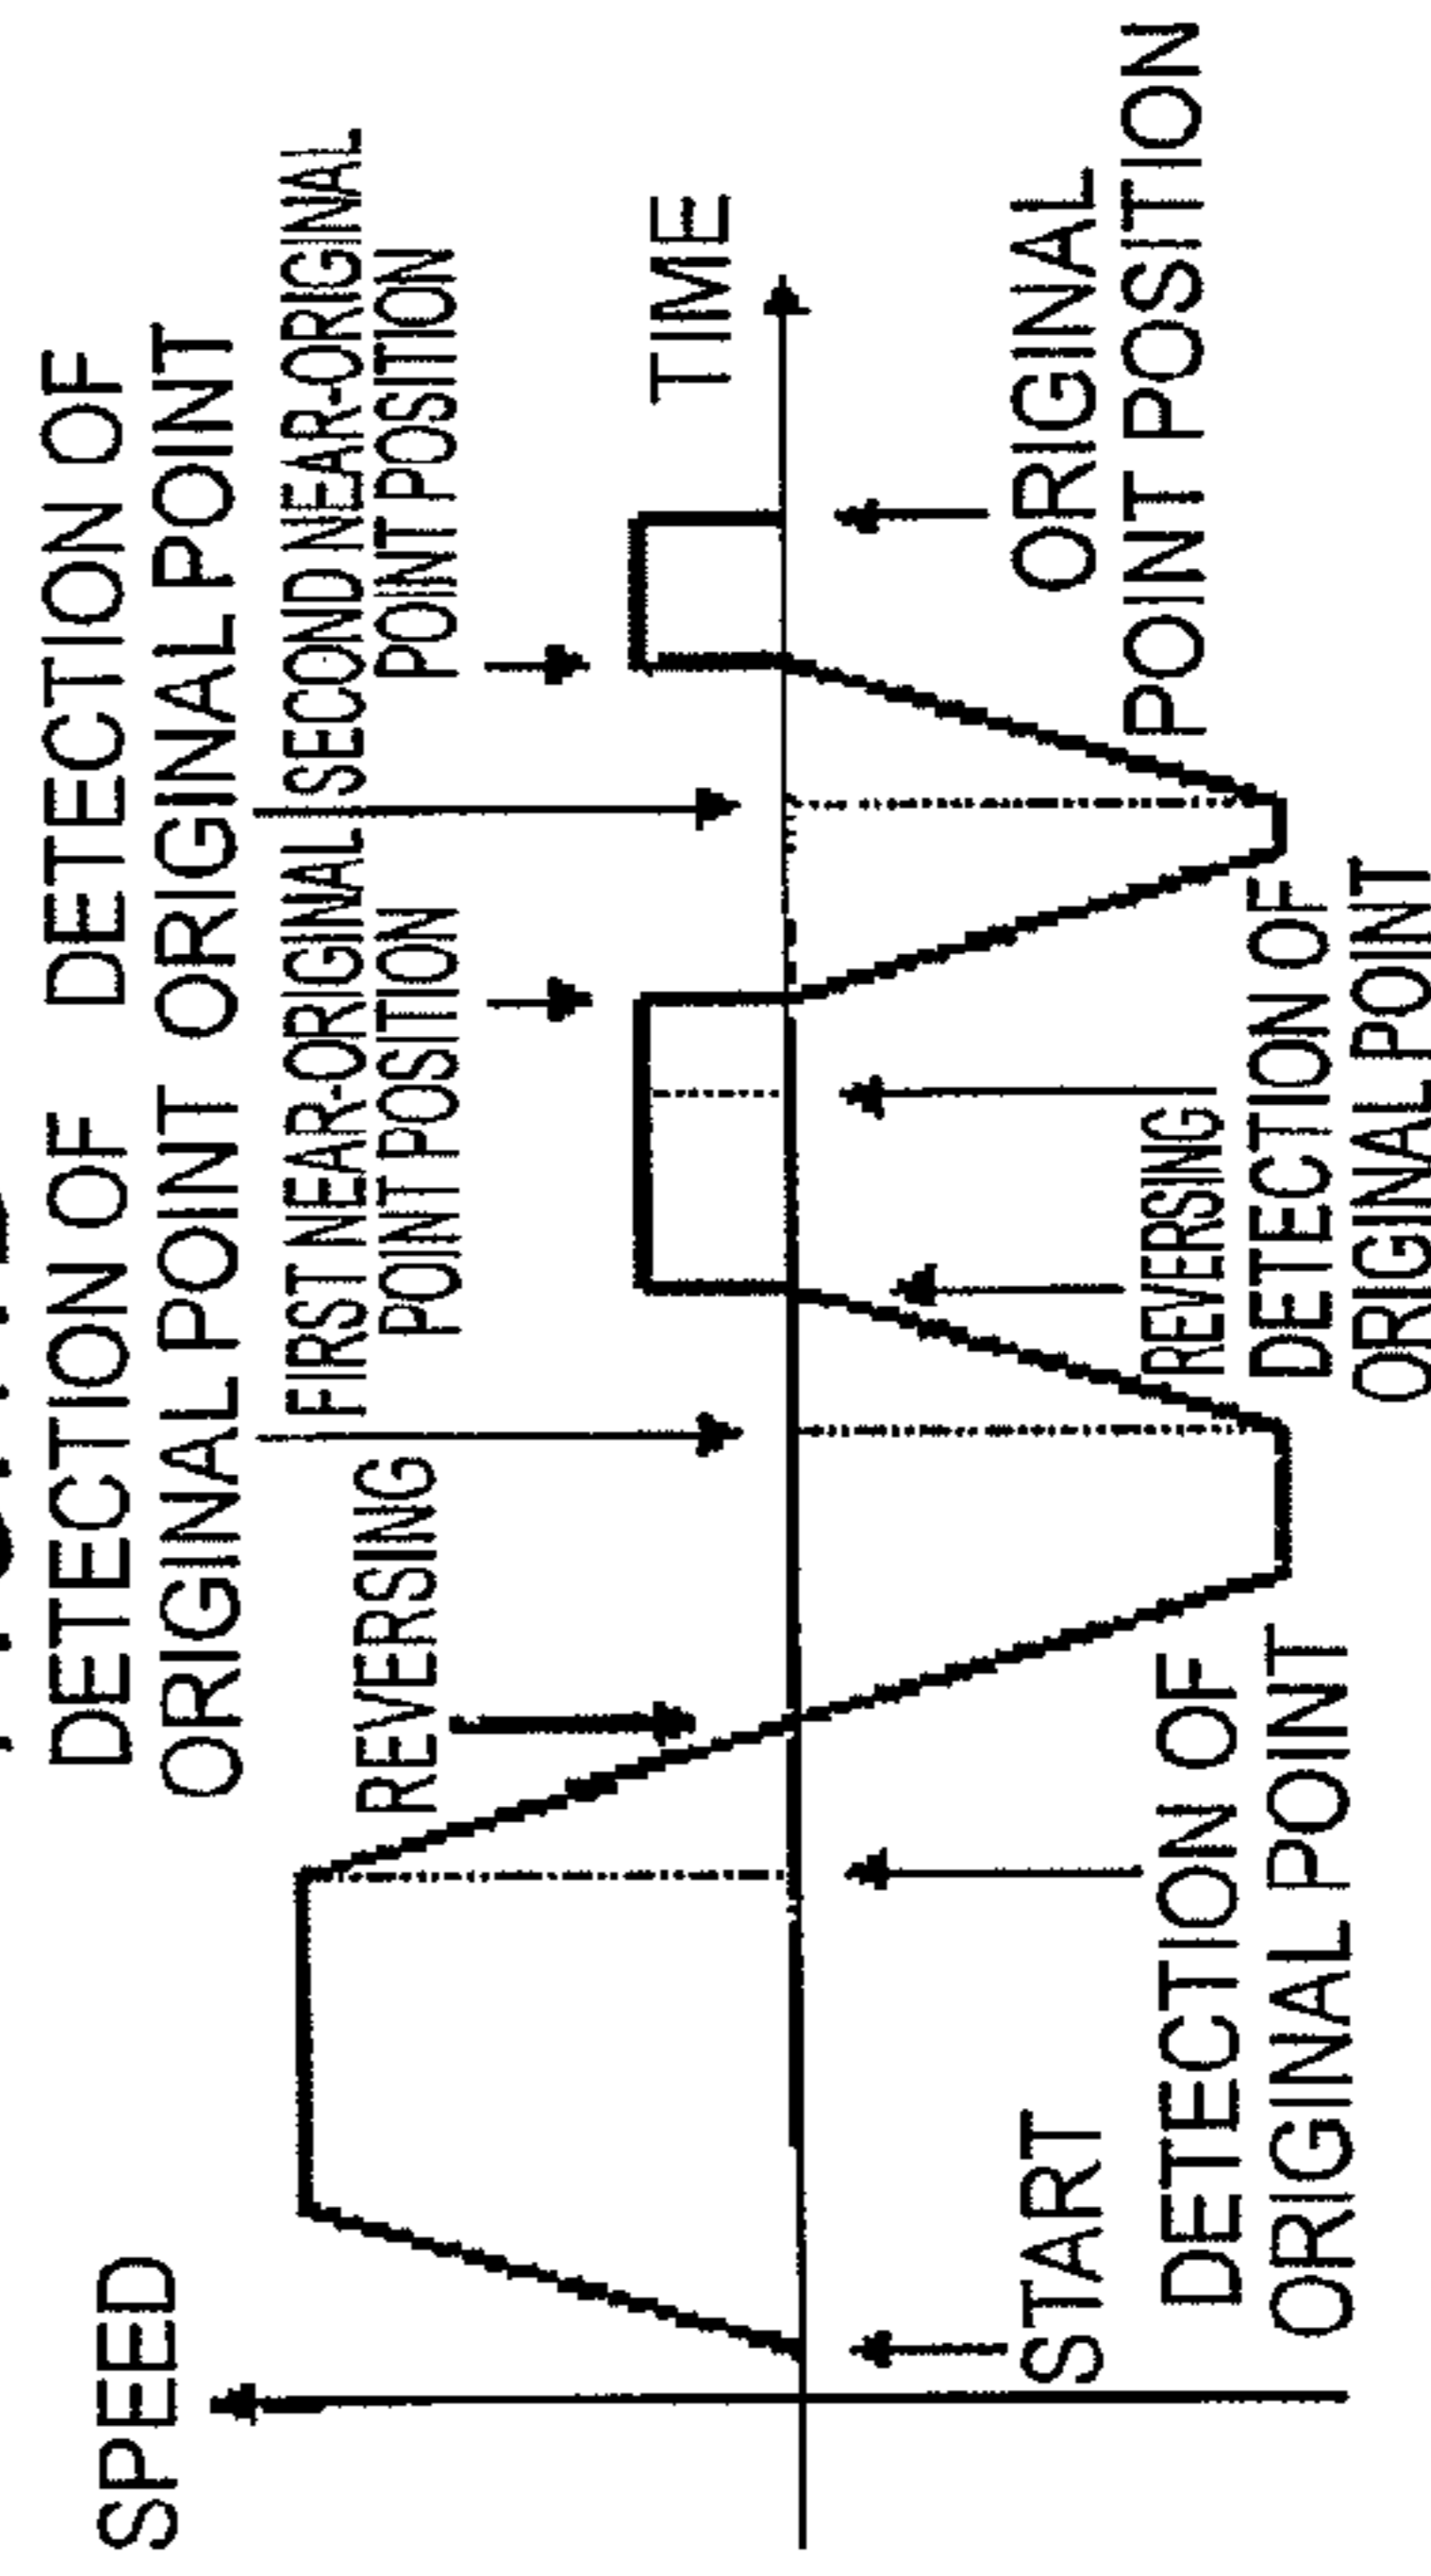 DETECTION OF
ORIGINAL POINT
DETECTION OF
ORIGINAL POINT
FIRST NEAR-ORIGINAL
POINT POSITION
SECOND NEAR-ORIGINAL
POINT POSITION
SPEED
REVERSING
TIME
START
DETECTION OF
ORIGINAL POINT
REVERSING
DETECTION OF
ORIGINAL POINT
ORIGINAL
POINT POSITION